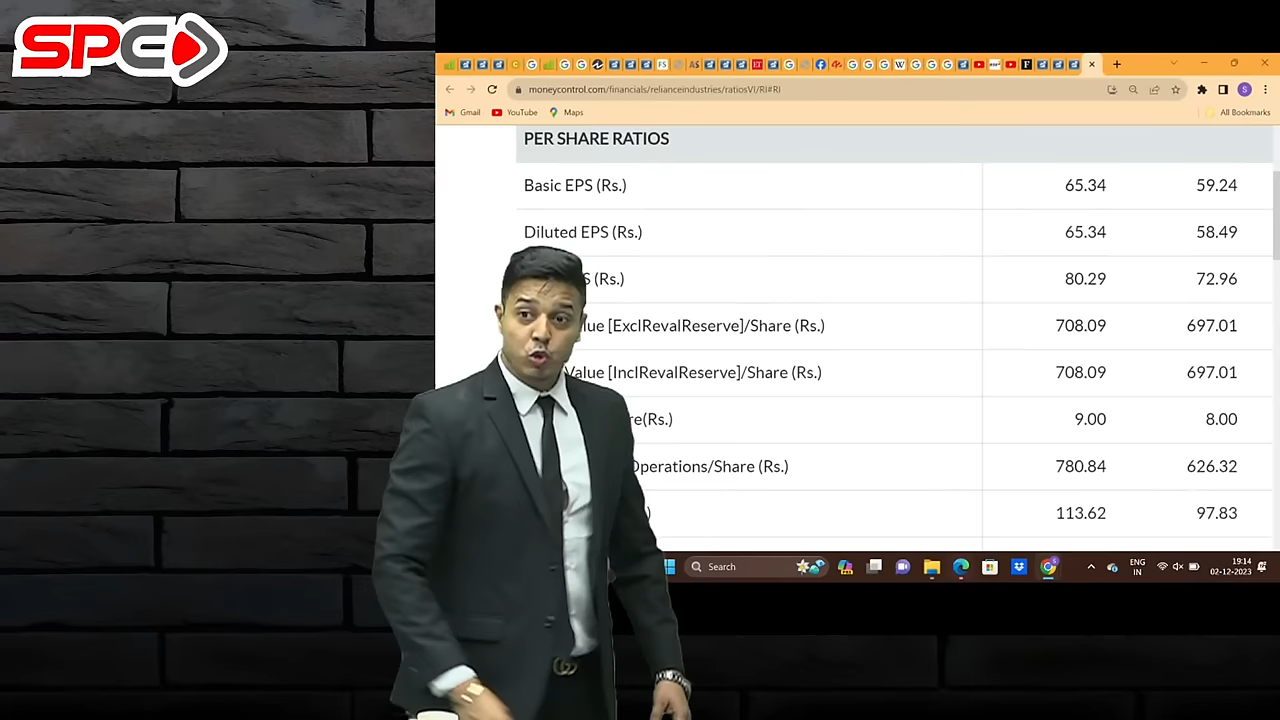 SPED
moneycontrol.com/financials/relianceindustries/ratiosVI/RI#RI
Gmail YouTube Maps All Bookmarks
PER SHARE RATIOS
Basic EPS (Rs.) 65.34 59.24
Diluted EPS (Rs.) 65.34 58.49
S (Rs.) 80.29 72.96
lue [ExclRevalReserve]/Share (Rs.) 708.09 697.01
Value [InclRevalReserve]/Share (Rs.) 708.09 697.01
re(Rs.) 9.00 8.00
Operations/Share (Rs.) 780.84 626.32
) 113.62 97.83
Search
ENG
IN
19:14
02-12-2023